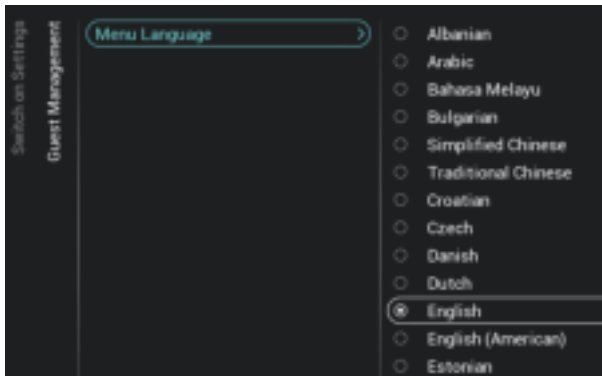 Switch on Settings
Guest Management
Menu Language
Albanian
Arabic
Bahasa Melayu
Bulgarian
Simplified Chinese
Traditional Chinese
Croatian
Czech
Danish
Dutch
English
English (American)
Estonian